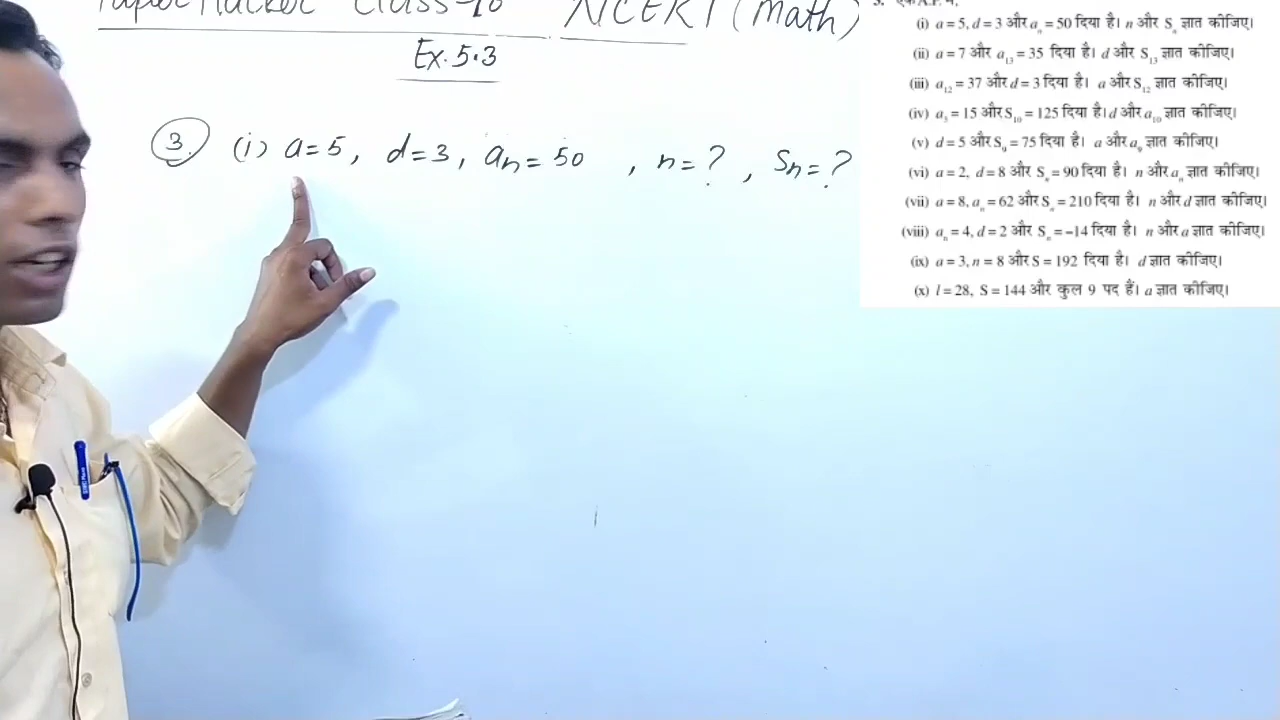 Class-10 NCERT (Math)
Ex. 5.3
3. (i) a=5, d=3, an=50 , n=? , Sn=?
(i) a = 5, d = 3 और aₙ = 50 दिया है। n और Sₙ ज्ञात कीजिए।
(ii) a = 7 और a₁₃ = 35 दिया है। d और S₁₃ ज्ञात कीजिए।
(iii) a₁₂ = 37 और d = 3 दिया है। a और S₁₂ ज्ञात कीजिए।
(iv) a₃ = 15 और S₁₀ = 125 दिया है। d और a₁₀ ज्ञात कीजिए।
(v) d = 5 और S₉ = 75 दिया है। a और a₉ ज्ञात कीजिए।
(vi) a = 2, d = 8 और Sₙ = 90 दिया है। n और aₙ ज्ञात कीजिए।
(vii) a = 8, aₙ = 62 और Sₙ = 210 दिया है। n और d ज्ञात कीजिए।
(viii) aₙ = 4, d = 2 और Sₙ = –14 दिया है। n और a ज्ञात कीजिए।
(ix) a = 3, n = 8 और S = 192 दिया है। d ज्ञात कीजिए।
(x) l = 28, S = 144 और कुल 9 पद हैं। a ज्ञात कीजिए।